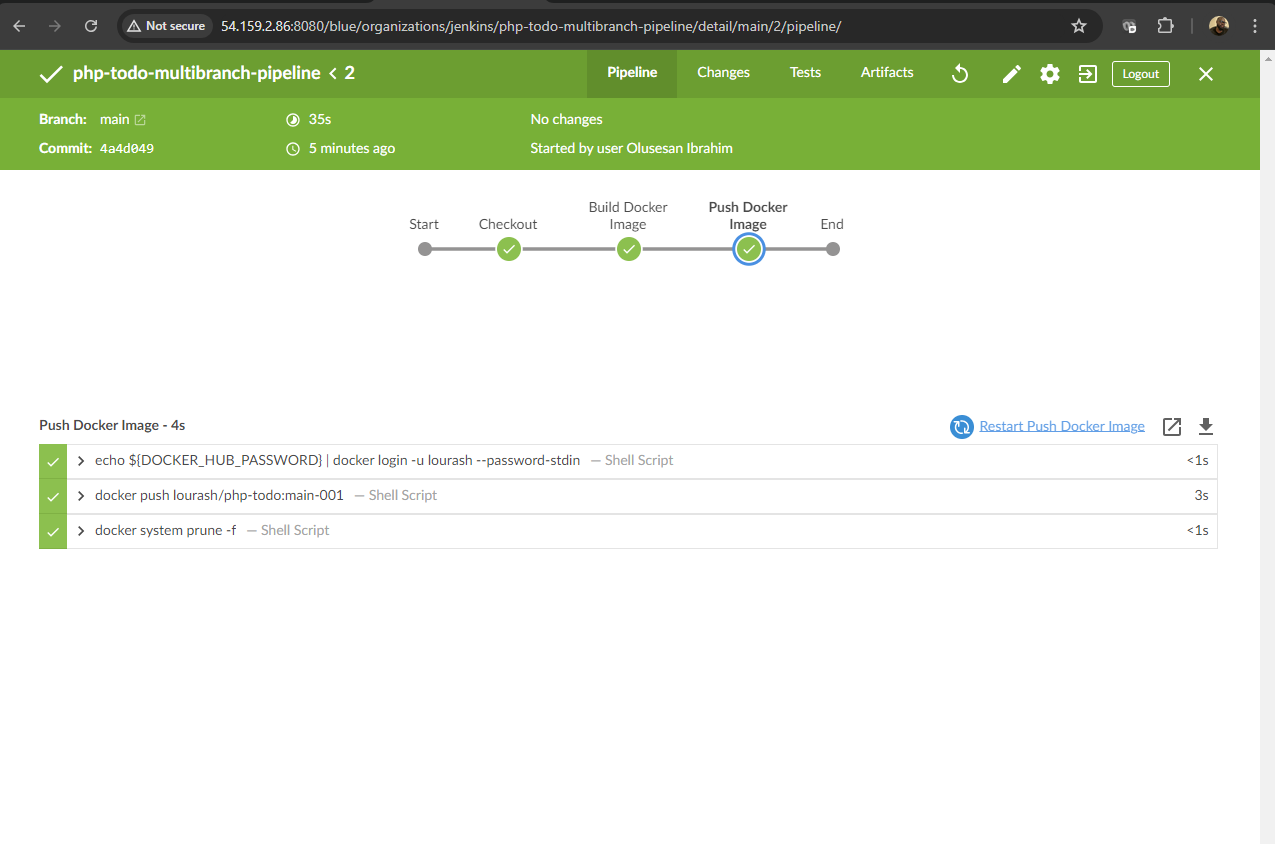 Not secure 54.159.2.86:8080/blue/organizations/jenkins/php-todo-multibranch-pipeline/detail/main/2/pipeline/
php-todo-multibranch-pipeline < 2 Pipeline Changes Tests Artifacts Logout
Branch: main 35s No changes
Commit: 4a4d049 5 minutes ago Started by user Olusesan Ibrahim
Start Checkout Build Docker Image Push Docker Image End
Push Docker Image - 4s Restart Push Docker Image
echo ${DOCKER_HUB_PASSWORD} | docker login -u lourash --password-stdin — Shell Script <1s
docker push lourash/php-todo:main-001 — Shell Script 3s
docker system prune -f — Shell Script <1s